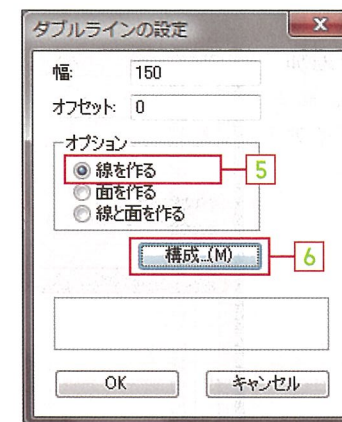 ダブルラインの設定
幅: 150
オフセット: 0
オプション
線を作る 5
面を作る
線と面を作る
構成...(M) 6
OK キャンセル